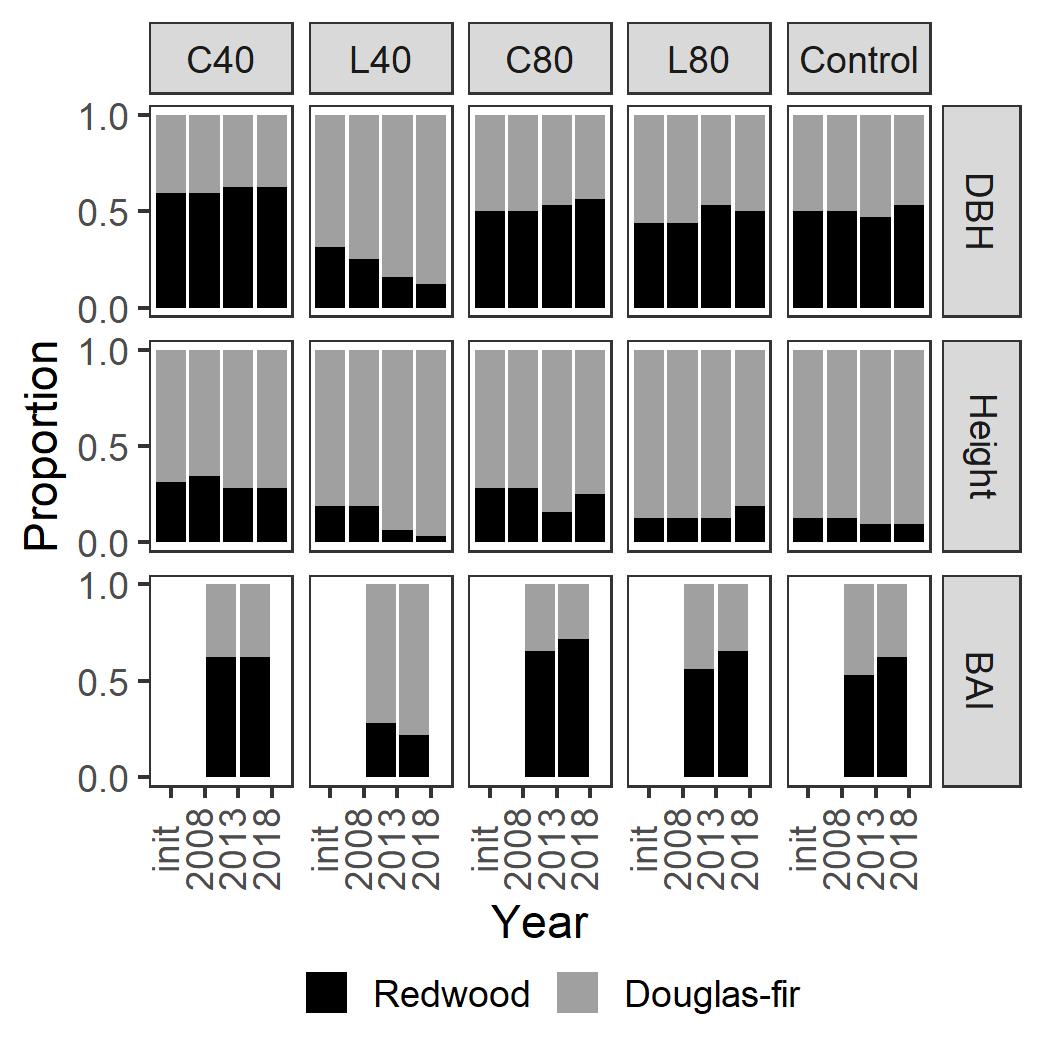 C40 L40 C80 L80 Control
1.0
0.5
0.0
DBH
1.0
0.5
0.0
Height
1.0
0.5
0.0
BAI
Proportion
init 2008 2013 2018 init 2008 2013 2018 init 2008 2013 2018 init 2008 2013 2018 init 2008 2013 2018
Year
Redwood Douglas-fir